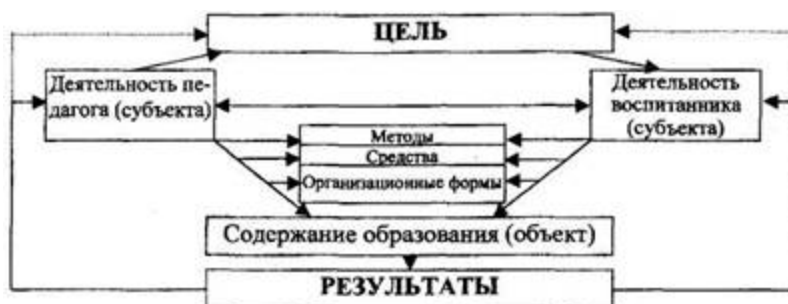 ЦЕЛЬ
Деятельность пе-
дагога (субъекта)
Деятельность
воспитанника
(субъекта)
Методы
Средства
Организационные формы
Содержание образования (объект)
РЕЗУЛЬТАТЫ